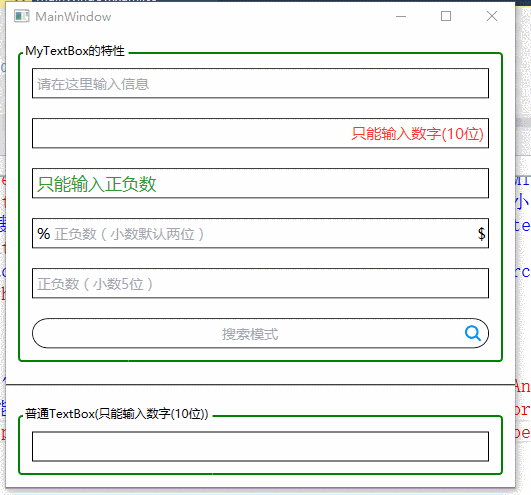 MainWindow
MyTextBox的特性
请在这里输入信息
只能输入数字(10位)
只能输入正负数
% 正负数（小数默认两位） $
正负数（小数5位）
搜索模式
普通TextBox(只能输入数字(10位))